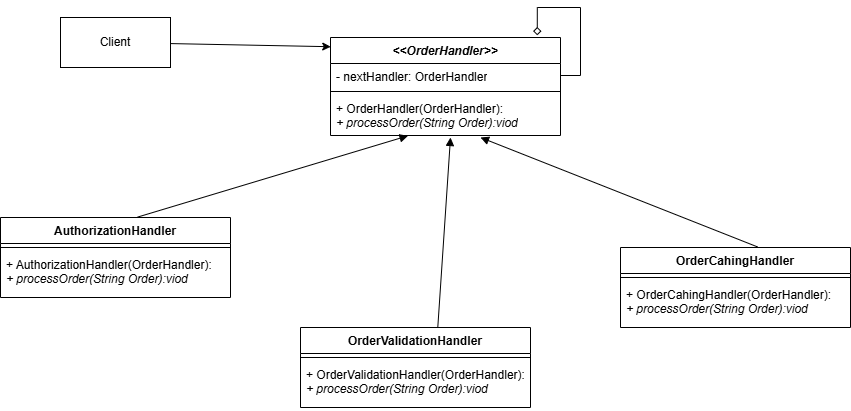 Client
<<OrderHandler>>
- nextHandler: OrderHandler
+ OrderHandler(OrderHandler):
+ processOrder(String Order):viod
AuthorizationHandler
+ AuthorizationHandler(OrderHandler):
+ processOrder(String Order):viod
OrderCahingHandler
+ OrderCahingHandler(OrderHandler):
+ processOrder(String Order):viod
OrderValidationHandler
+ OrderValidationHandler(OrderHandler):
+ processOrder(String Order):viod